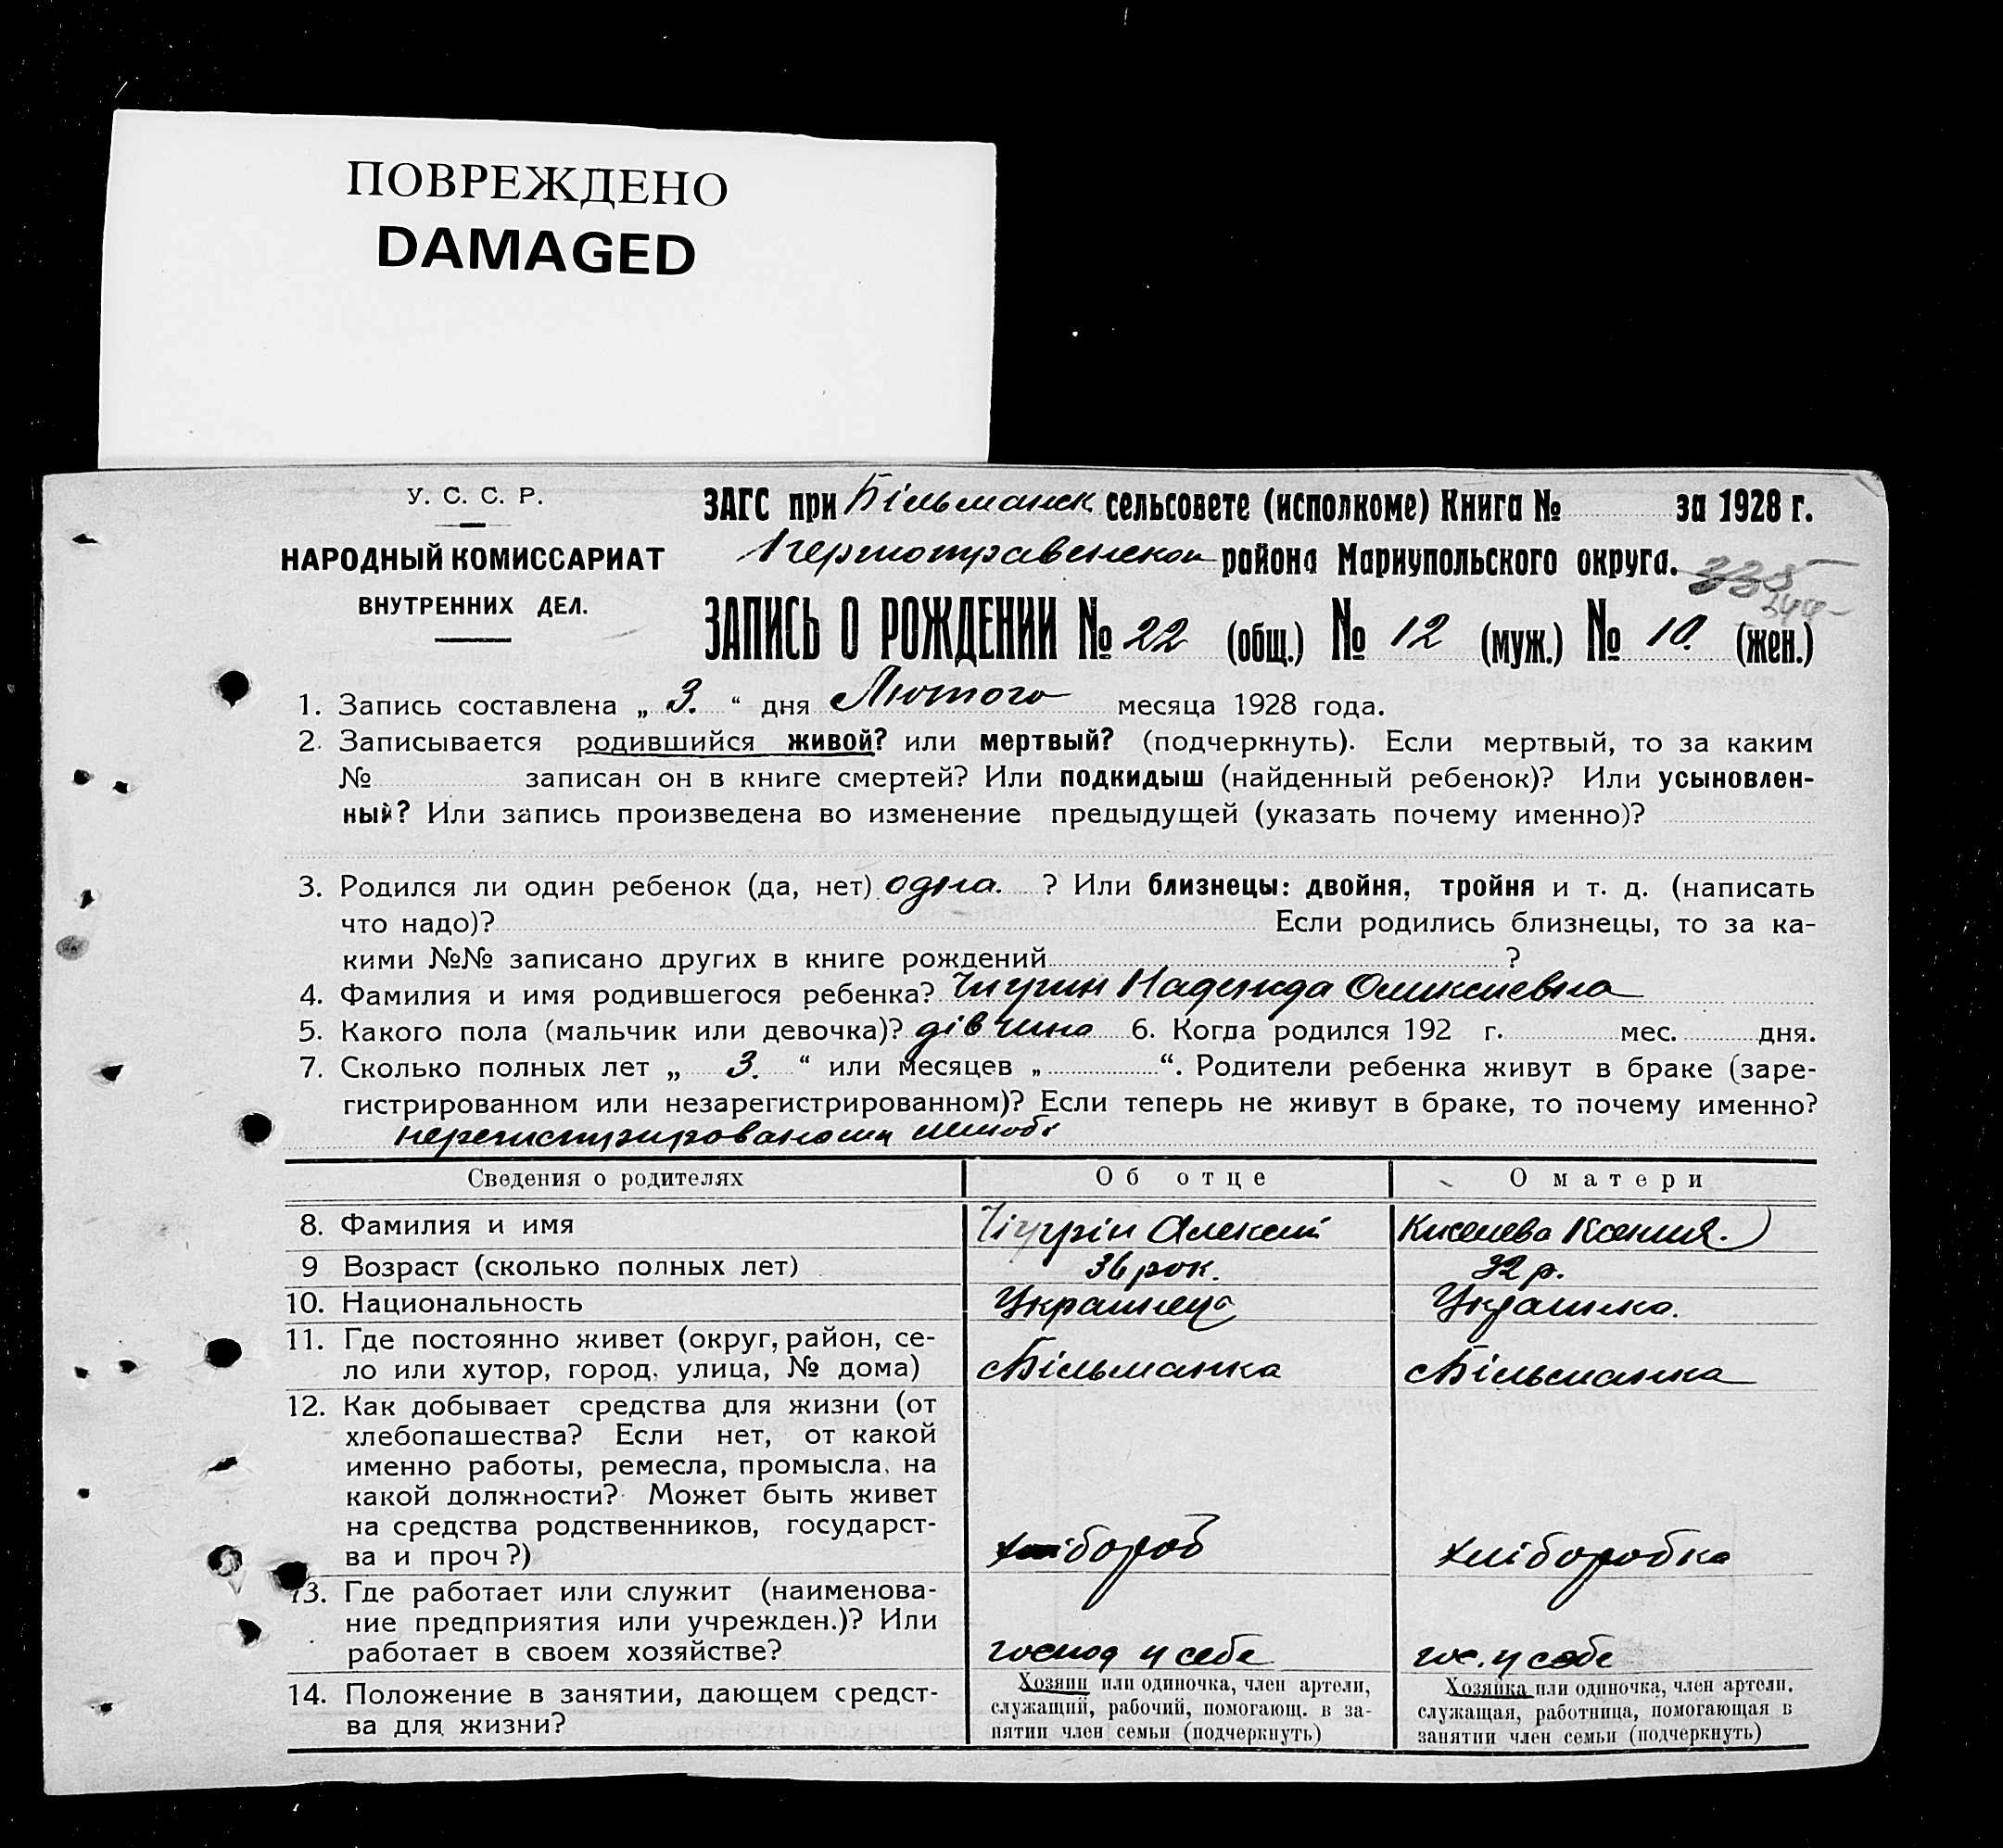 ПОВРЕЖДЕНО
DAMAGED
У. С. С. Р.
НАРОДНЫЙ КОМИССАРИАТ
ВНУТРЕННИХ ДЕЛ.
ЗАГС при Більманск сельсовете (исполкоме) Книга № за 1928 г.
района Мариупольского округа.
335
ЗАПИСЬ О РОЖДЕНИИ № 22 (общ.) № 12 (муж.) № 10. (жен.)
1. Запись составлена „ 3. “ дня Лютого месяца 1928 года.
2. Записывается родившийся живой? или мертвый? (подчеркнуть). Если мертвый, то за каким
№ записан он в книге смертей? Или подкидыш (найденный ребенок)? Или усыновлен-
ный? Или запись произведена во изменение предыдущей (указать почему именно)?
3. Родился ли один ребенок (да, нет) одна. ? Или близнецы: двойня, тройня и т. д. (написать
что надо)? Если родились близнецы, то за ка-
кими №№ записано других в книге рождений ?
4. Фамилия и имя родившегося ребенка? Надежда
5. Какого пола (мальчик или девочка)? дівчина 6. Когда родился 192 г. мес. дня.
7. Сколько полных лет „ 3. “ или месяцев „ “. Родители ребенка живут в браке (заре-
гистрированном или незарегистрированном)? Если теперь не живут в браке, то почему именно?
Сведения о родителях Об отце О матери
8. Фамилия и имя Алексий Киселева Ксения.
9 Возраст (сколько полных лет) 36 рок. 32 р.
10. Национальность Украинец Украинка.
11. Где постоянно живет (округ, район, се-
ло или хутор, город, улица, № дома) Більманка Більманка
12. Как добывает средства для жизни (от
хлебопашества? Если нет, от какой
именно работы, ремесла, промысла, на
какой должности? Может быть живет
на средства родственников, государст-
ва и проч?) хлібороб хліборобка
13. Где работает или служит (наименова-
ние предприятия или учрежден.)? Или
работает в своем хозяйстве? господ у себе гос. у себе
14. Положение в занятии, дающем средст-
ва для жизни?
Хозяин или одиночка, член артели,
служащий, рабочий, помогающ. в за-
нятии член семьи (подчеркнуть)
Хозяйка или одиночка, член артели,
служащая, работница, помогающая в
занятии член семьи (подчеркнуть)